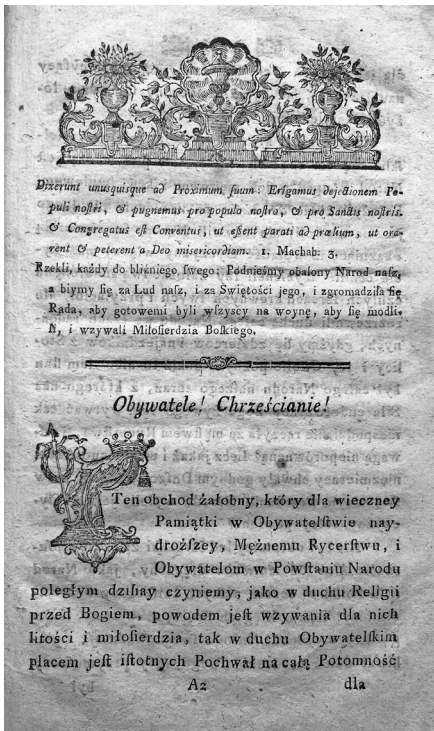 Dixerunt unusquisque ad Proximum ſuum: Erigamus dejectionem Po-
puli noſtri, & pugnemus pro populo noſtro, & pro Sanctis noſtris.
& Congregatus eſt Conventus, ut eſſent parati ad prœlium, ut ora-
rent & peterent a Deo misericordiam. 1. Machab: 3.
Rzekli, każdy do bliźniego ſwego: Podnieśmy obalony Narod naſz,
a biymy ſię za Lud naſz, i za Swiętości jego, i zgromadziła ſię
Rada, aby gotowemi byli wſzyscy na woynę, aby ſię modli-
li, i wzywali Miłoſierdzia Boſkiego.
Obywatele! Chrześcianie!
Ten obchod żałobny, który dla wieczney
Pamiątki w Obywatelſtwie nay-
droźſzey, Mężnemu Rycerſtwu, i
Obywatelom w Powſtaniu Narodu
poległym dziſiay czyniemy, jako w duchu Religii
przed Bogiem, powodem jeſt wzywania dla nich
litości i miłoſierdzia, tak w duchu Obywatelſkim
placem jeſt iſtotnych Pochwał na całą Potomność
A2 dla